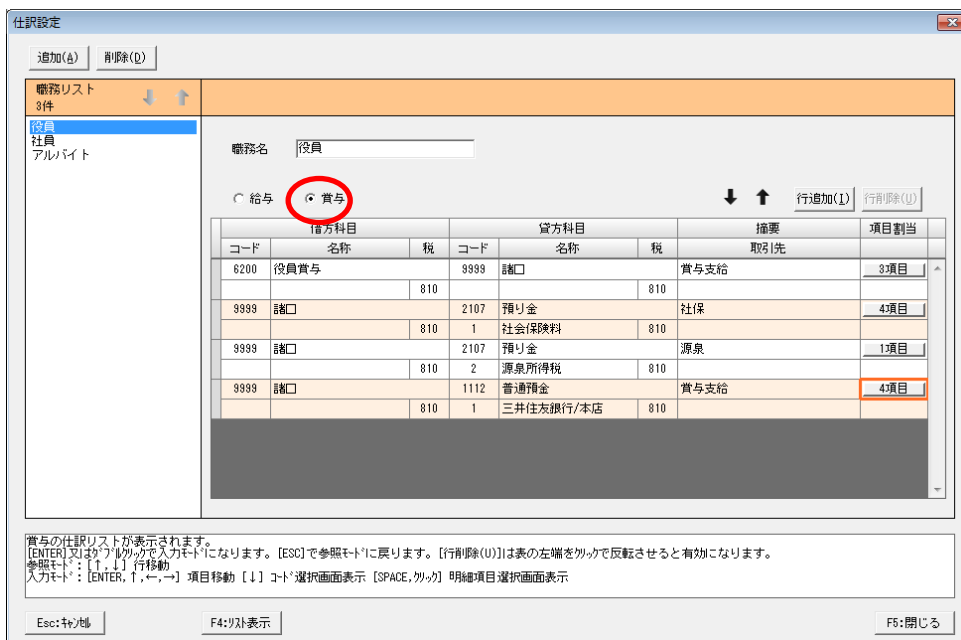 仕訳設定
追加(A) 削除(D)
職務リスト
3件
役員
社員
アルバイト
職務名 役員
給与 賞与 行追加(I) 行削除(U)
借方科目 貸方科目 摘要 項目割当
コード 名称 税 コード 名称 税 取引先
6200 役員賞与 9999 諸口 賞与支給 3項目
810 810
9999 諸口 2107 預り金 社保 4項目
810 1 社会保険料 810
9999 諸口 2107 預り金 源泉 1項目
810 2 源泉所得税 810
9999 諸口 1112 普通預金 賞与支給 4項目
810 1 三井住友銀行/本店 810
賞与の仕訳リストが表示されます。
[ENTER]又はダブルクリックで入力モードになります。[ESC]で参照モードに戻ります。[行削除(U)]は表の左端をクリックで反転させると有効になります。
参照モード：[↑,↓] 行移動
入力モード：[ENTER,↑,←,→] 項目移動 [↓] コード選択画面表示 [SPACE,クリック] 明細項目選択画面表示
Esc:キャンセル F4:リスト表示 F5:閉じる